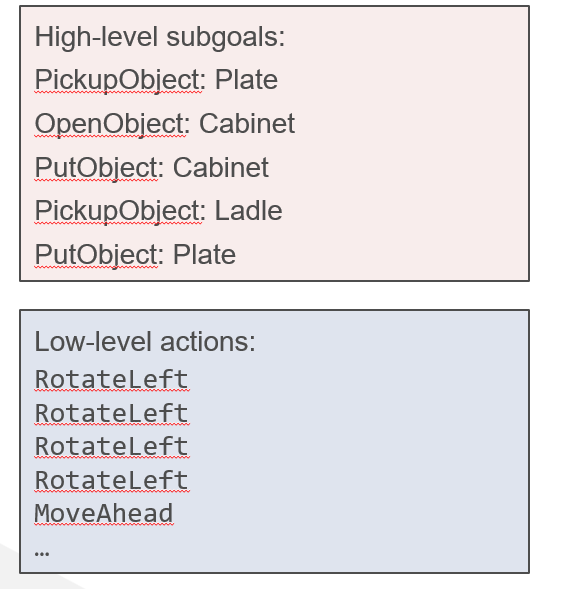 High-level subgoals:
PickupObject: Plate
OpenObject: Cabinet
PutObject: Cabinet
PickupObject: Ladle
PutObject: Plate
Low-level actions:
RotateLeft
RotateLeft
RotateLeft
RotateLeft
MoveAhead
…